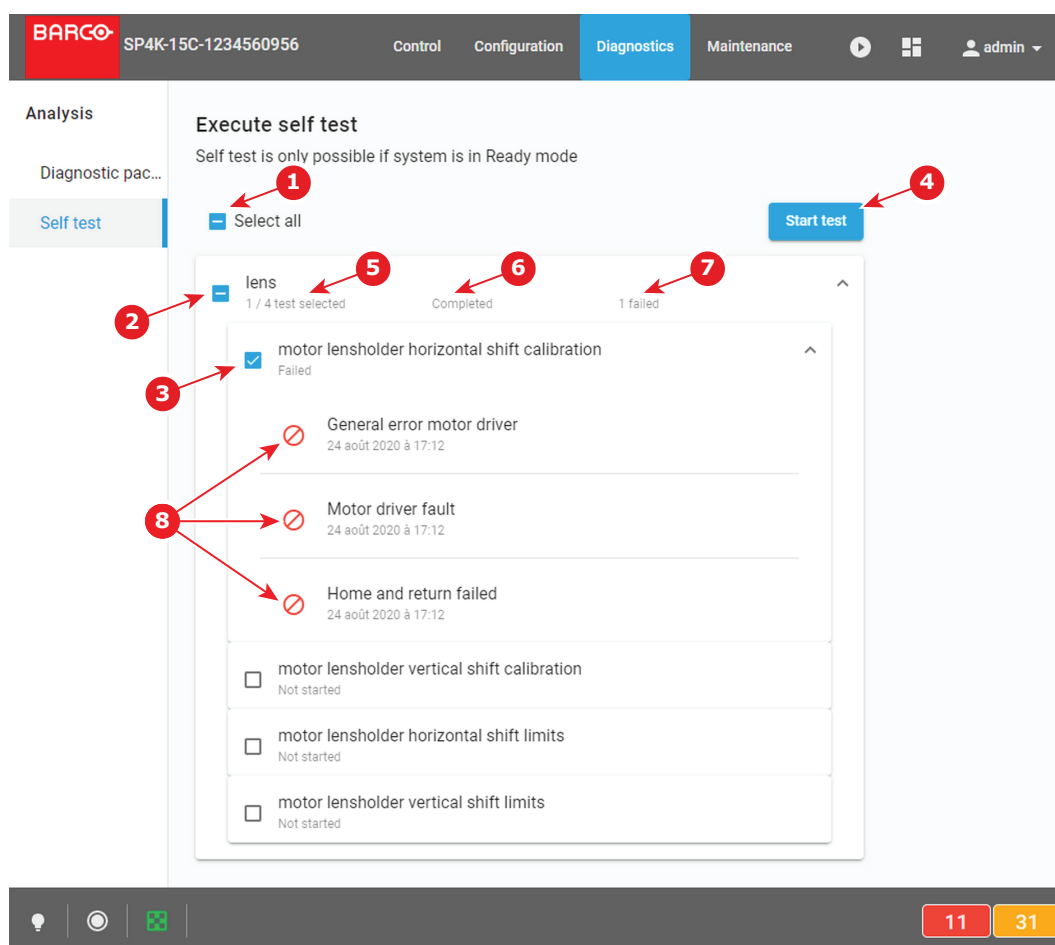 BARCO
SP4K-15C-1234560956
Control
Configuration
Diagnostics
Maintenance
admin
Analysis
Diagnostic pac...
Self test
Execute self test
Self test is only possible if system is in Ready mode
1
4
Select all
Start test
5
6
7
lens
1 / 4 test selected
Completed
1 failed
2
motor lensholder horizontal shift calibration
Failed
3
General error motor driver
24 août 2020 à 17:12
8
Motor driver fault
24 août 2020 à 17:12
Home and return failed
24 août 2020 à 17:12
motor lensholder vertical shift calibration
Not started
motor lensholder horizontal shift limits
Not started
motor lensholder vertical shift limits
Not started
11
31